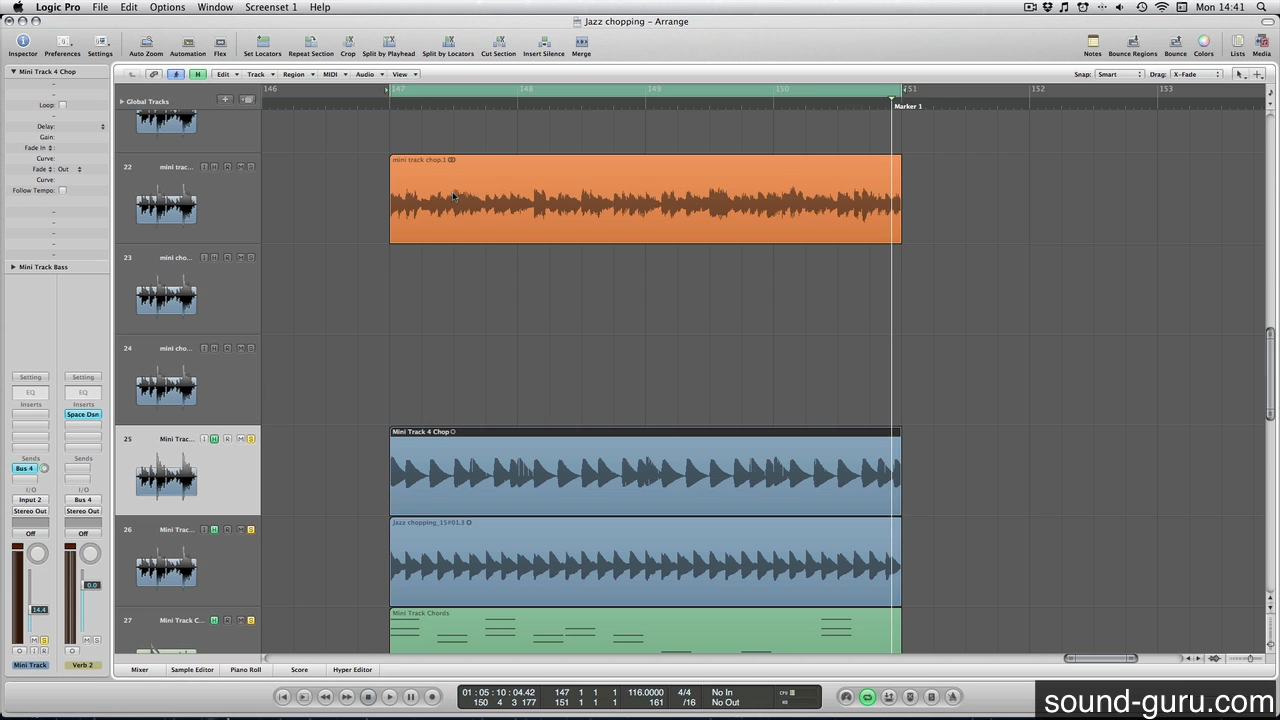 Logic Pro File Edit Options Window Screenset 1 Help Mon 14:41
Jazz chopping – Arrange
Inspector Preferences Settings Auto Zoom Automation Flex Set Locators Repeat Section Crop Split by Playhead Split by Locators Cut Section Insert Silence Merge Notes Bounce Regions Bounce Colors Lists Media
Mini Track 4 Chop
Edit Track Region MIDI Audio View Snap: Smart Drag: X-Fade
146 147 148 149 150 151 152 153
Global Tracks
Marker 1
Loop:
Delay:
Gain:
Fade In
Curve:
Fade Out
Curve:
Follow Tempo:
Mini Track Bass
22 mini trac... I H R M S
mini track chop.1
23 mini cho... I H R M S
24 mini cho... I H R M S
25 Mini Trac... I H R M S
Mini Track 4 Chop
26 Mini Trac... I H R M S
Jazz chopping_15#01.3
27 Mini Track C... H R M S
Mini Track Chords
Setting Setting
EQ EQ
Inserts Inserts
Space Dsn
Sends Sends
Bus 4
I/O I/O
Input 2 Bus 4
Stereo Out Stereo Out
Off Off
14.4 0.0
M S M S
I R
Mini Track Verb 2
Mixer Sample Editor Piano Roll Score Hyper Editor
01:05:10:04.42 147 1 1 1 116.0000 4/4 No In CPU
150 4 3 177 151 1 1 1 161 /16 No Out
sound-guru.com